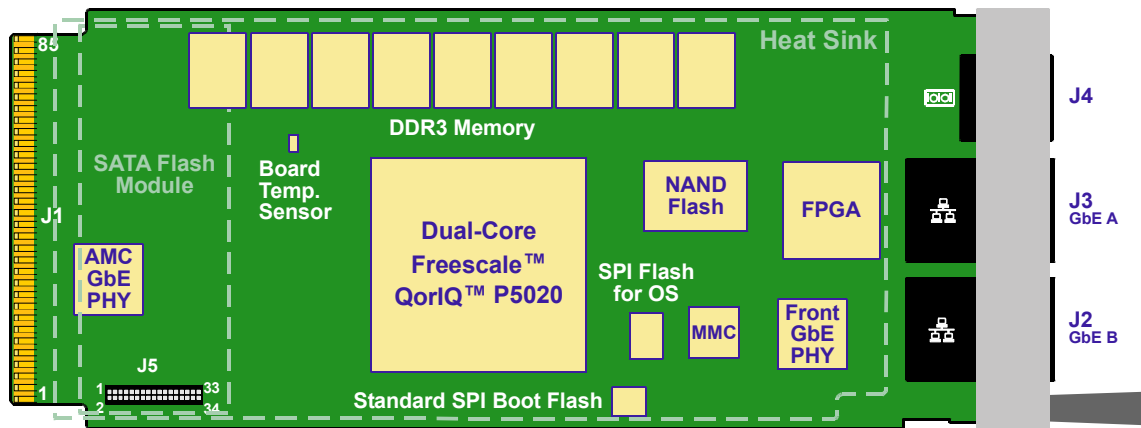 85
Heat Sink
J4
DDR3 Memory
SATA Flash
Module
Board
Temp.
Sensor
NAND
Flash
FPGA
J3
GbE A
J1
Dual-Core
Freescale™
QorIQ™ P5020
AMC
GbE
PHY
SPI Flash
for OS
MMC
Front
GbE
PHY
J2
GbE B
J5
1
33
2
34
1
Standard SPI Boot Flash